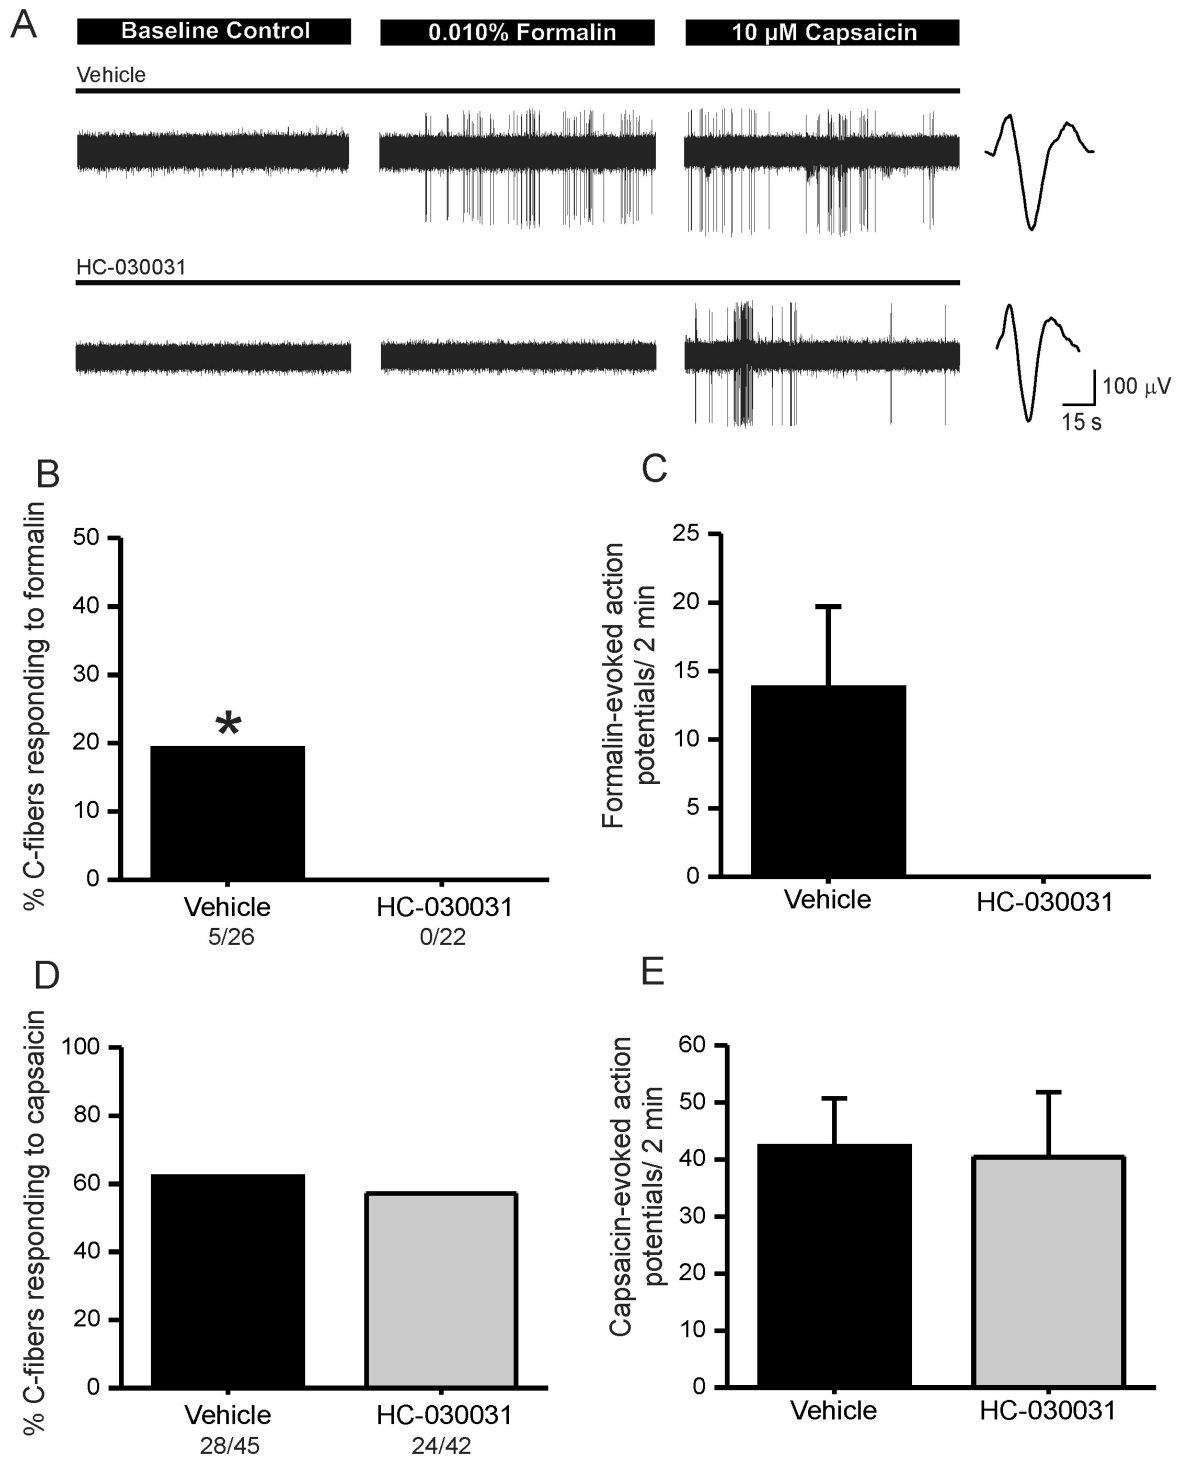 A
Baseline Control
0.010% Formalin
10 µM Capsaicin
Vehicle
HC-030031
100 µV
15 s
B
% C-fibers responding to formalin
50
40
30
20
10
0
*
Vehicle
HC-030031
5/26
0/22
C
Formalin-evoked action
potentials/ 2 min
25
20
15
10
5
0
Vehicle
HC-030031
D
% C-fibers responding to capsaicin
100
80
60
40
20
0
Vehicle
HC-030031
28/45
24/42
E
Capsaicin-evoked action
potentials/ 2 min
60
50
40
30
20
10
0
Vehicle
HC-030031